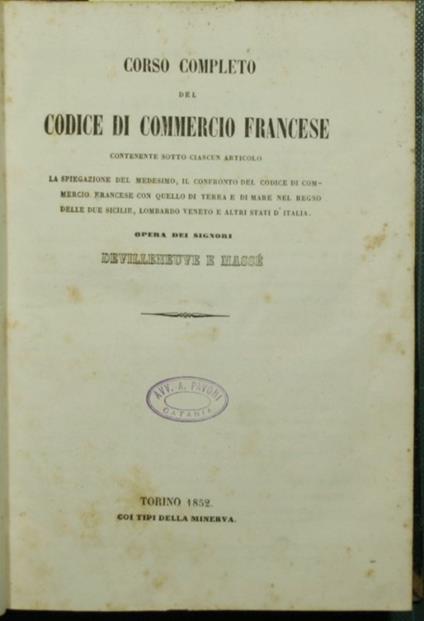 CORSO COMPLETO
DEL
CODICE DI COMMERCIO FRANCESE
CONTENENTE SOTTO CIASCUN ARTICOLO
LA SPIEGAZIONE DEL MEDESIMO, IL CONFRONTO DEL CODICE DI COM-
MERCIO FRANCESE CON QUELLO DI TERRA E DI MARE NEL REGNO
DELLE DUE SICILIE, LOMBARDO VENETO E ALTRI STATI D'ITALIA.
OPERA DEI SIGNORI
DEVILLENEUVE E MASSÉ
AVV. A. PAVONI
CATANIA
TORINO 1852.
COI TIPI DELLA MINERVA.